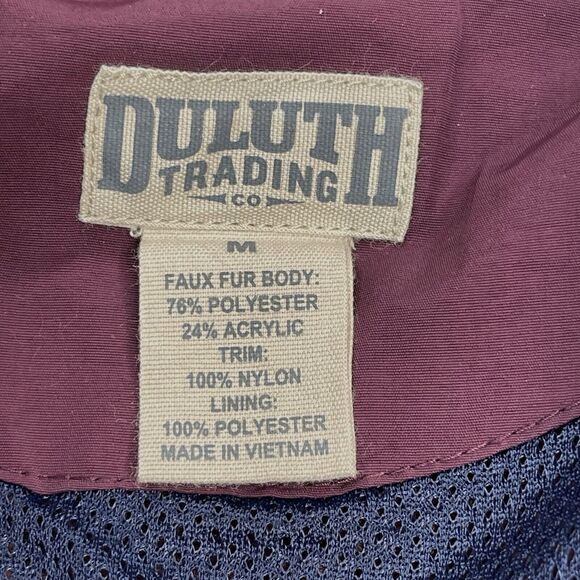 DULUTH
TRADING
CO
M
FAUX FUR BODY:
76% POLYESTER
24% ACRYLIC
TRIM:
100% NYLON
LINING:
100% POLYESTER
MADE IN VIETNAM